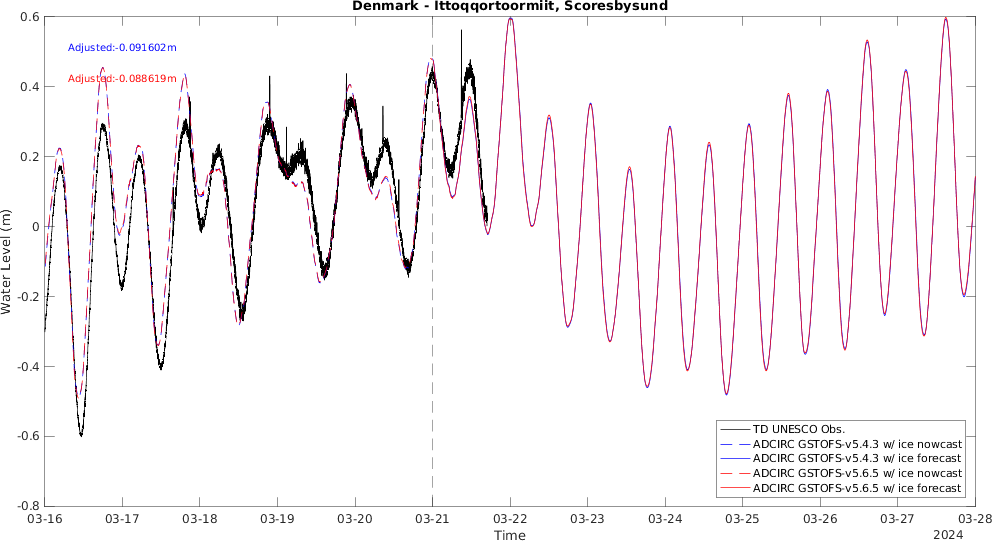 Denmark - Ittoqqortoormiit, Scoresbysund
Adjusted:-0.091602m
Adjusted:-0.088619m
Water Level (m)
0.6
0.4
0.2
0
-0.2
-0.4
-0.6
-0.8
TD UNESCO Obs.
ADCIRC GSTOFS-v5.4.3 w/ ice nowcast
ADCIRC GSTOFS-v5.4.3 w/ ice forecast
ADCIRC GSTOFS-v5.6.5 w/ ice nowcast
ADCIRC GSTOFS-v5.6.5 w/ ice forecast
03-16 03-17 03-18 03-19 03-20 03-21 03-22 03-23 03-24 03-25 03-26 03-27 03-28
Time
2024